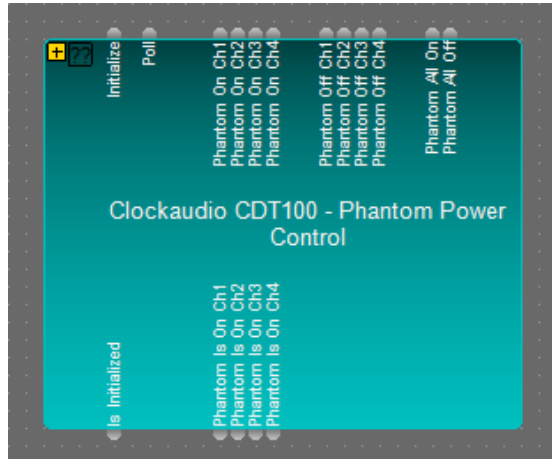 ??
Initialize
Poll
Phantom On Ch1
Phantom On Ch2
Phantom On Ch3
Phantom On Ch4
Phantom Off Ch1
Phantom Off Ch2
Phantom Off Ch3
Phantom Off Ch4
Phantom All On
Phantom All Off
Clockaudio CDT100 - Phantom Power
Control
Is Initialized
Phantom Is On Ch1
Phantom Is On Ch2
Phantom Is On Ch3
Phantom Is On Ch4